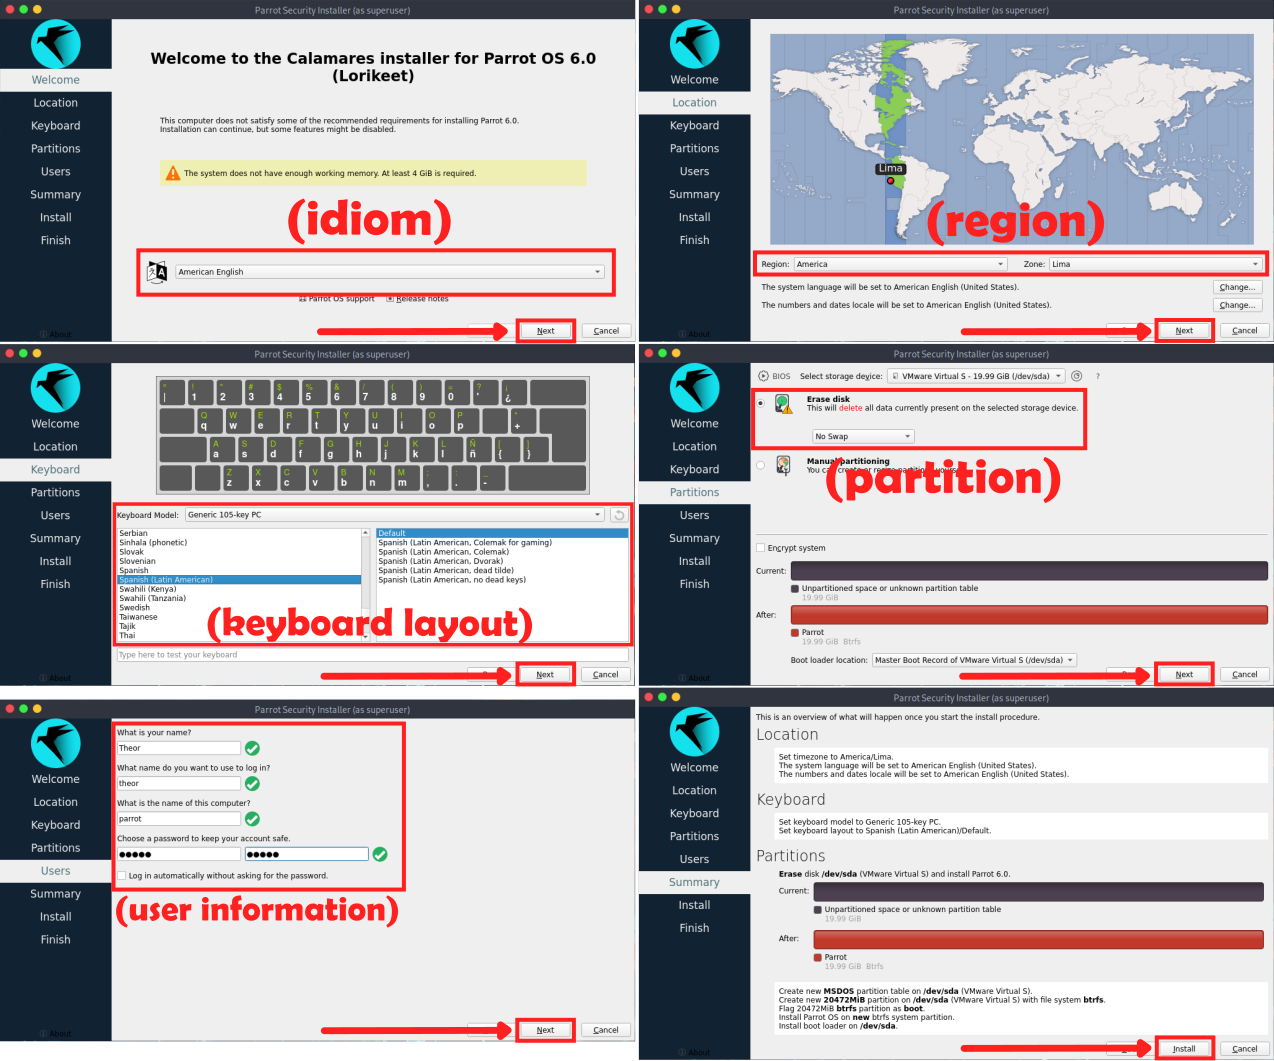 Parrot Security Installer (as superuser)
Welcome
Location
Keyboard
Partitions
Users
Summary
Install
Finish
About
Welcome to the Calamares installer for Parrot OS 6.0
(Lorikeet)
This computer does not satisfy some of the recommended requirements for installing Parrot 6.0.
Installation can continue, but some features might be disabled.
The system does not have enough working memory. At least 4 GiB is required.
(idiom)
American English
Parrot OS support Release notes
Next Cancel
Parrot Security Installer (as superuser)
Welcome
Location
Keyboard
Partitions
Users
Summary
Install
Finish
About
Lima
(region)
Region: America Zone: Lima
The system language will be set to American English (United States). Change...
The numbers and dates locale will be set to American English (United States). Change...
Next Cancel
Parrot Security Installer (as superuser)
Welcome
Location
Keyboard
Partitions
Users
Summary
Install
Finish
About
° ! " # $ % & / ( ) = ? ¡
| 1 2 3 4 5 6 7 8 9 0 ' ¿
Q W E R T Y U I O P *
q w e r t y u i o p +
A S D F G H J K L Ñ [ ]
a s d f g h j k l ñ { }
Z X C V B N M ; : _
z x c v b n m , . -
Keyboard Model: Generic 105-key PC
Serbian
Sinhala (phonetic)
Slovak
Slovenian
Spanish
Spanish (Latin American)
Swahili (Kenya)
Swahili (Tanzania)
Swedish
Taiwanese
Tajik
Thai
Default
Spanish (Latin American, Colemak for gaming)
Spanish (Latin American, Colemak)
Spanish (Latin American, Dvorak)
Spanish (Latin American, dead tilde)
Spanish (Latin American, no dead keys)
(keyboard layout)
Type here to test your keyboard
Next Cancel
Parrot Security Installer (as superuser)
Welcome
Location
Keyboard
Partitions
Users
Summary
Install
Finish
About
BIOS Select storage device: VMware Virtual S - 19.99 GiB (/dev/sda) ?
Erase disk
This will delete all data currently present on the selected storage device.
No Swap
Manual partitioning
You can create or resize partitions yourself.
(partition)
Encrypt system
Current:
Unpartitioned space or unknown partition table
19.99 GiB
After:
Parrot
19.99 GiB Btrfs
Boot loader location: Master Boot Record of VMware Virtual S (/dev/sda)
Next Cancel
Parrot Security Installer (as superuser)
Welcome
Location
Keyboard
Partitions
Users
Summary
Install
Finish
About
What is your name?
Theor
What name do you want to use to log in?
theor
What is the name of this computer?
parrot
Choose a password to keep your account safe.
●●●●● ●●●●●
Log in automatically without asking for the password.
(user information)
Next Cancel
Parrot Security Installer (as superuser)
Welcome
Location
Keyboard
Partitions
Users
Summary
Install
Finish
About
This is an overview of what will happen once you start the install procedure.
Location
Set timezone to America/Lima.
The system language will be set to American English (United States).
The numbers and dates locale will be set to American English (United States).
Keyboard
Set keyboard model to Generic 105-key PC.
Set keyboard layout to Spanish (Latin American)/Default.
Partitions
Erase disk /dev/sda (VMware Virtual S) and install Parrot 6.0.
Current:
Unpartitioned space or unknown partition table
19.99 GiB
After:
Parrot
19.99 GiB Btrfs
Create new MSDOS partition table on /dev/sda (VMware Virtual S).
Create new 20472MiB partition on /dev/sda (VMware Virtual S) with file system btrfs.
Flag 20472MiB btrfs partition as boot.
Install Parrot OS on new btrfs system partition.
Install boot loader on /dev/sda.
Install Cancel